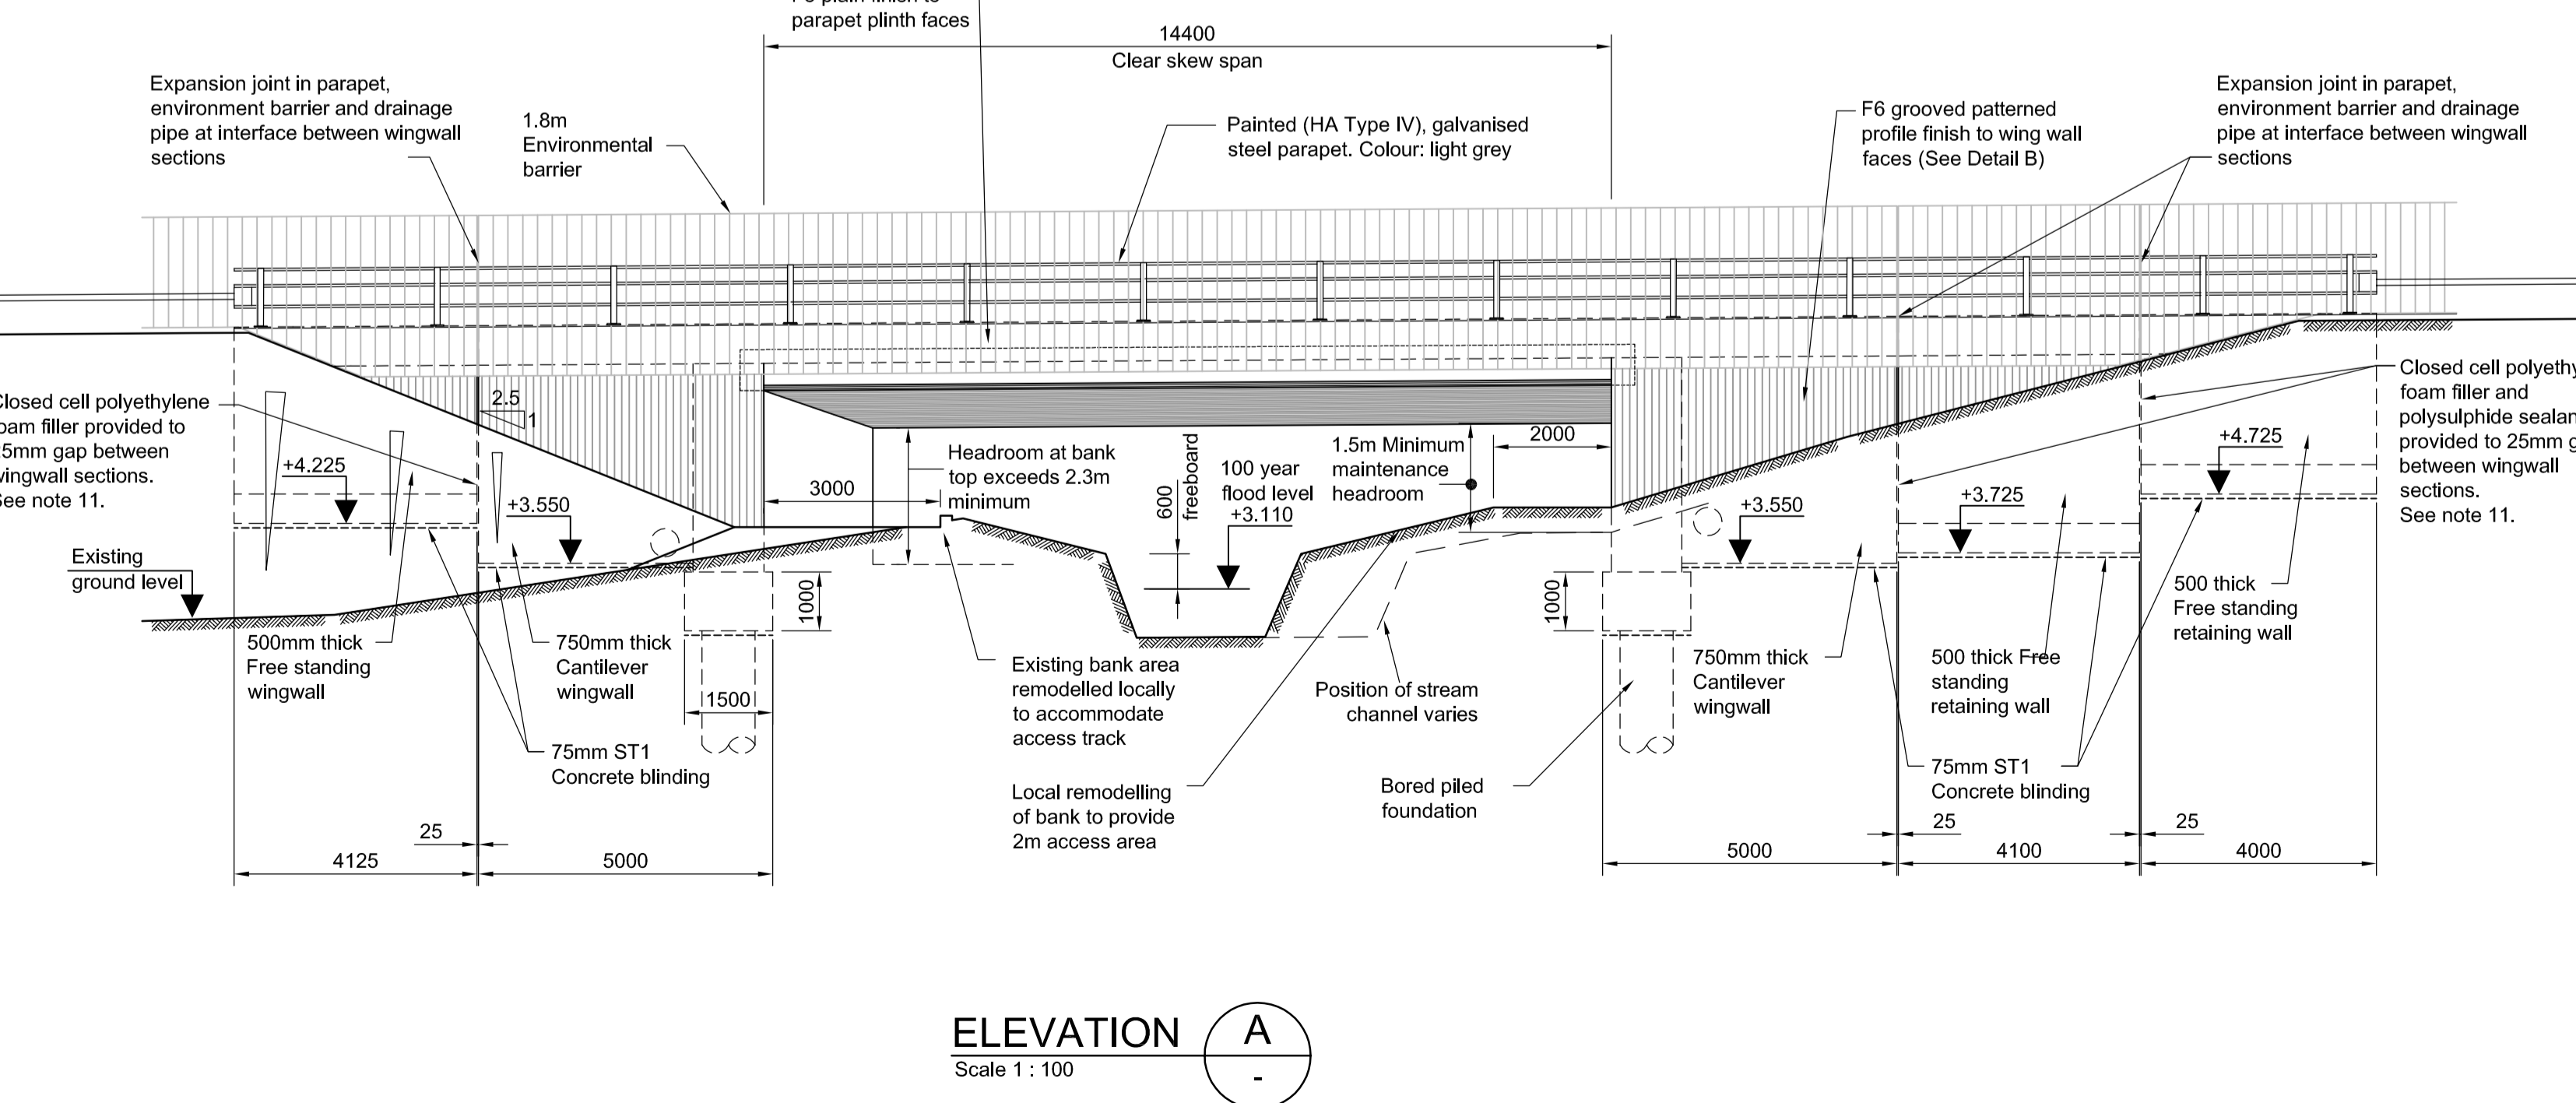 parapet plinth faces
14400
Clear skew span
Expansion joint in parapet,
environment barrier and drainage
pipe at interface between wingwall
sections
1.8m
Environmental
barrier
Painted (HA Type IV), galvanised
steel parapet. Colour: light grey
F6 grooved patterned
profile finish to wing wall
faces (See Detail B)
Expansion joint in parapet,
environment barrier and drainage
pipe at interface between wingwall
sections
2.5
1
Closed cell polyethylene
foam filler provided to
25mm gap between
wingwall sections.
See note 11.
+4.225
+3.550
3000
Headroom at bank
top exceeds 2.3m
minimum
600
freeboard
100 year
flood level
+3.110
1.5m Minimum
maintenance
headroom
2000
+3.550
+3.725
+4.725
foam filler and
between wingwall
sections.
See note 11.
Existing
ground level
500mm thick
Free standing
wingwall
750mm thick
Cantilever
wingwall
1000
1500
75mm ST1
Concrete blinding
Existing bank area
remodelled locally
to accommodate
access track
Local remodelling
of bank to provide
2m access area
Position of stream
channel varies
Bored piled
foundation
1000
750mm thick
Cantilever
wingwall
500 thick Free
standing
retaining wall
500 thick
Free standing
retaining wall
75mm ST1
Concrete blinding
25
4125
5000
5000
25
4100
25
4000
ELEVATION
A
Scale 1 : 100
-